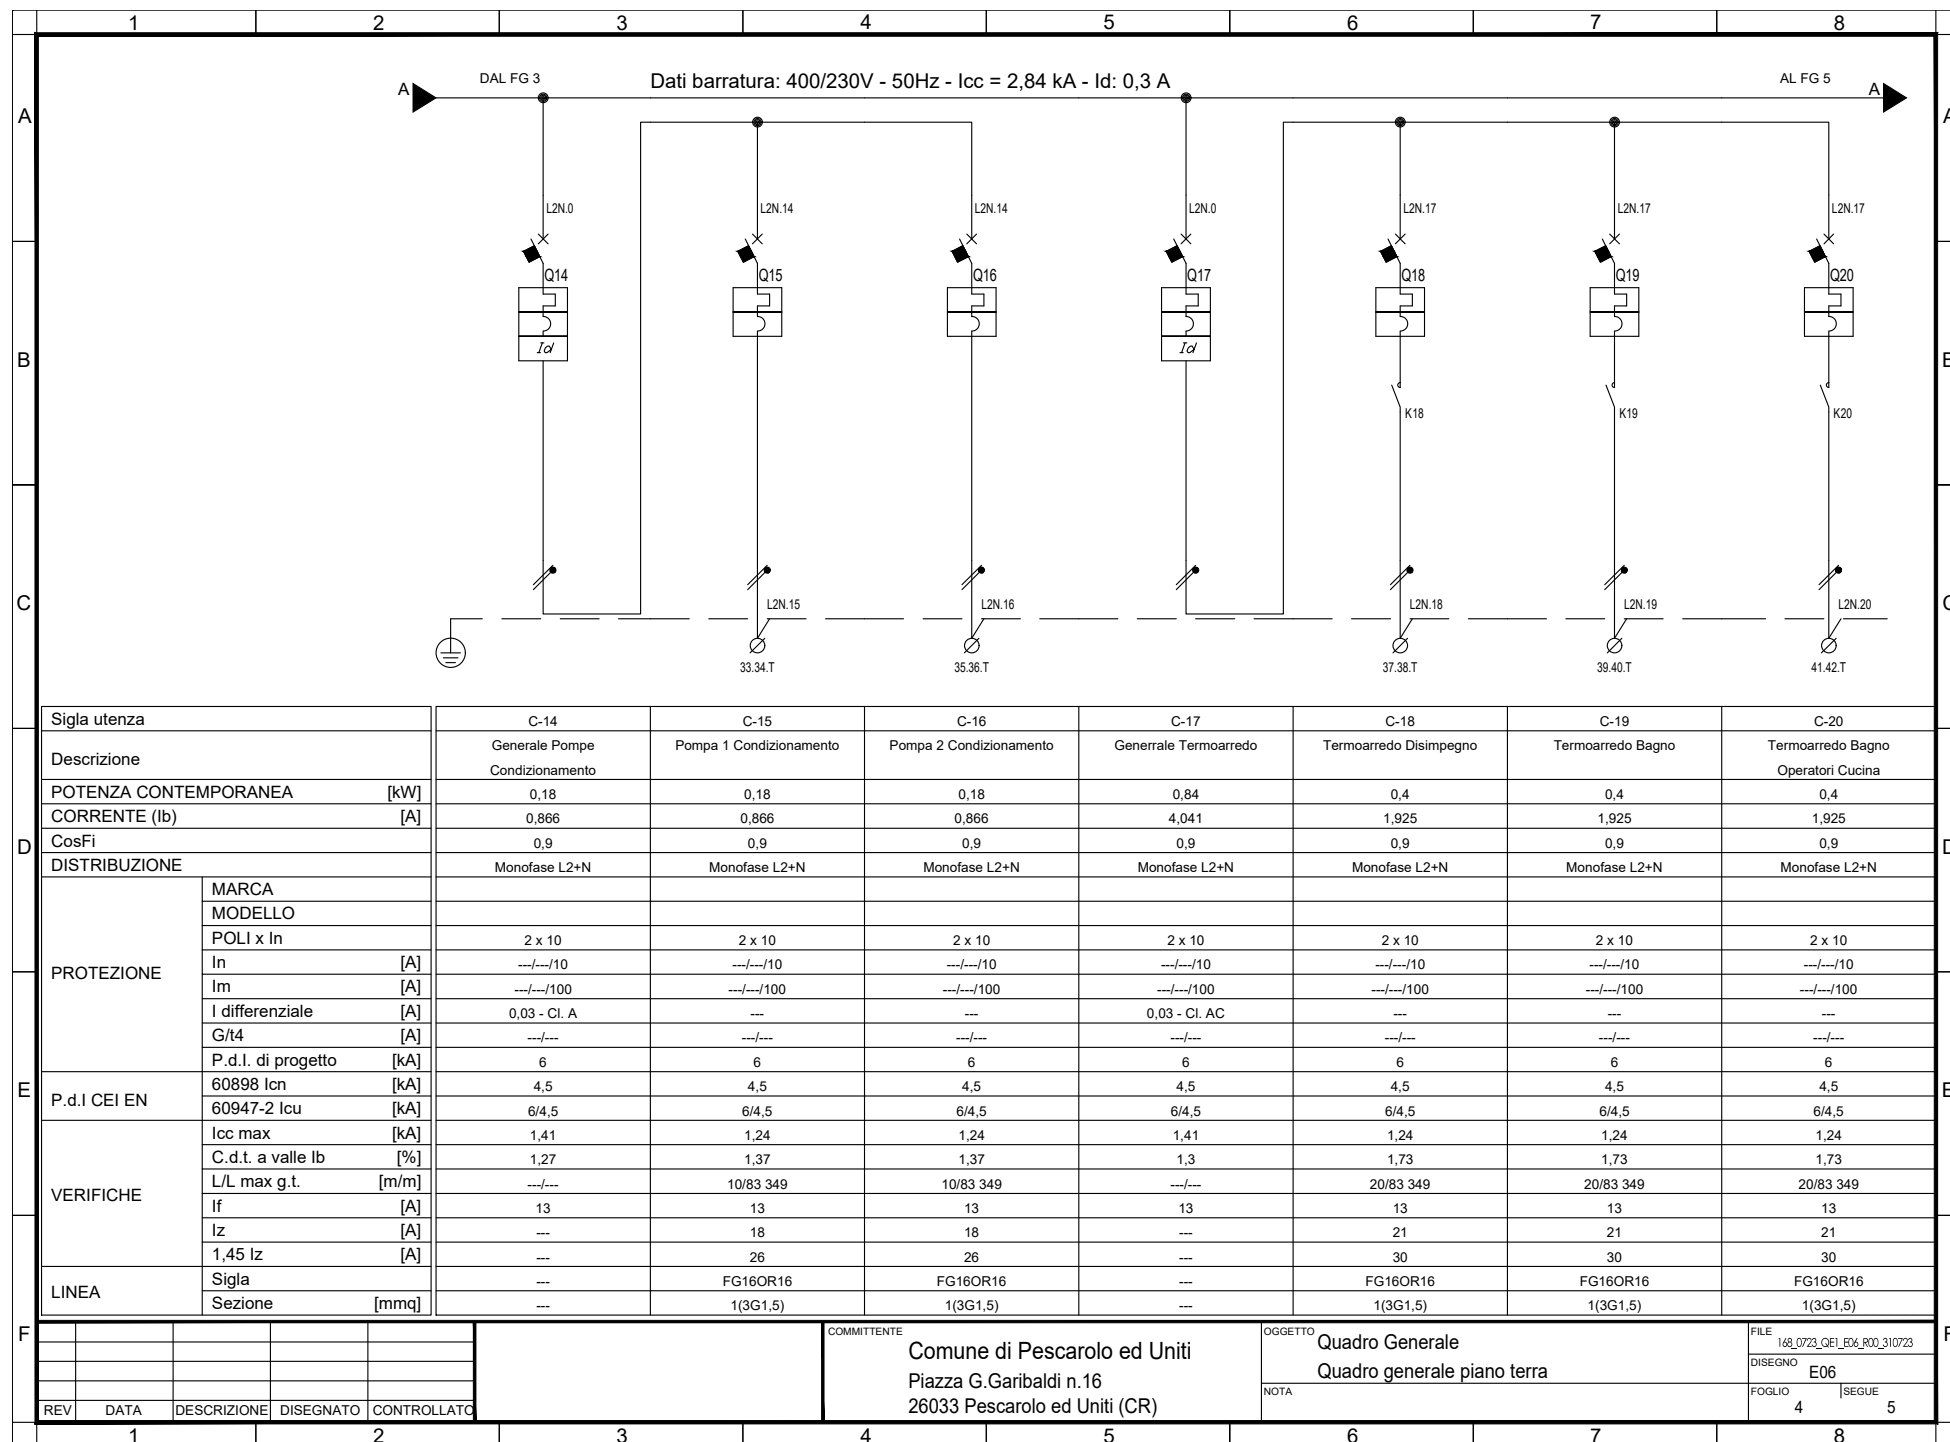 1 2 3 4 5 6 7 8
A A
DAL FG 3 Dati barratura: 400/230V - 50Hz - Icc = 2,84 kA - Id: 0,3 A AL FG 5
A A
L2N.0 L2N.14 L2N.14 L2N.0 L2N.17 L2N.17 L2N.17
Q14 Q15 Q16 Q17 Q18 Q19 Q20
Id Id
B B
K18 K19 K20
C C
L2N.15 L2N.16 L2N.18 L2N.19 L2N.20
33.34.T 35.36.T 37.38.T 39.40.T 41.42.T
Sigla utenza C-14 C-15 C-16 C-17 C-18 C-19 C-20
Descrizione
Generale Pompe Pompa 1 Condizionamento Pompa 2 Condizionamento Generrale Termoarredo Termoarredo Disimpegno Termoarredo Bagno Termoarredo Bagno
Condizionamento Operatori Cucina
POTENZA CONTEMPORANEA [kW] 0,18 0,18 0,18 0,84 0,4 0,4 0,4
CORRENTE (Ib) [A] 0,866 0,866 0,866 4,041 1,925 1,925 1,925
D D
CosFi 0,9 0,9 0,9 0,9 0,9 0,9 0,9
DISTRIBUZIONE Monofase L2+N Monofase L2+N Monofase L2+N Monofase L2+N Monofase L2+N Monofase L2+N Monofase L2+N
PROTEZIONE
MARCA
MODELLO
POLI x In 2 x 10 2 x 10 2 x 10 2 x 10 2 x 10 2 x 10 2 x 10
In [A] ---/---/10 ---/---/10 ---/---/10 ---/---/10 ---/---/10 ---/---/10 ---/---/10
Im [A] ---/---/100 ---/---/100 ---/---/100 ---/---/100 ---/---/100 ---/---/100 ---/---/100
I differenziale [A] 0,03 - Cl. A --- --- 0,03 - Cl. AC --- --- ---
G/t4 [A] ---/--- ---/--- ---/--- ---/--- ---/--- ---/--- ---/---
P.d.I. di progetto [kA] 6 6 6 6 6 6 6
E E
P.d.I CEI EN
60898 Icn [kA] 4,5 4,5 4,5 4,5 4,5 4,5 4,5
60947-2 Icu [kA] 6/4,5 6/4,5 6/4,5 6/4,5 6/4,5 6/4,5 6/4,5
VERIFICHE
Icc max [kA] 1,41 1,24 1,24 1,41 1,24 1,24 1,24
C.d.t. a valle Ib [%] 1,27 1,37 1,37 1,3 1,73 1,73 1,73
L/L max g.t. [m/m] ---/--- 10/83 349 10/83 349 ---/--- 20/83 349 20/83 349 20/83 349
If [A] 13 13 13 13 13 13 13
Iz [A] --- 18 18 --- 21 21 21
1,45 Iz [A] --- 26 26 --- 30 30 30
LINEA
Sigla --- FG16OR16 FG16OR16 --- FG16OR16 FG16OR16 FG16OR16
Sezione [mmq] --- 1(3G1,5) 1(3G1,5) --- 1(3G1,5) 1(3G1,5) 1(3G1,5)
F F
REV DATA DESCRIZIONE DISEGNATO CONTROLLATO
COMMITTENTE
Comune di Pescarolo ed Uniti
Piazza G.Garibaldi n.16
26033 Pescarolo ed Uniti (CR)
OGGETTO Quadro Generale
Quadro generale piano terra
NOTA
FILE
168_0723_QE1_E06_R00_310723
DISEGNO
E06
FOGLIO SEGUE
4 5
1 2 3 4 5 6 7 8